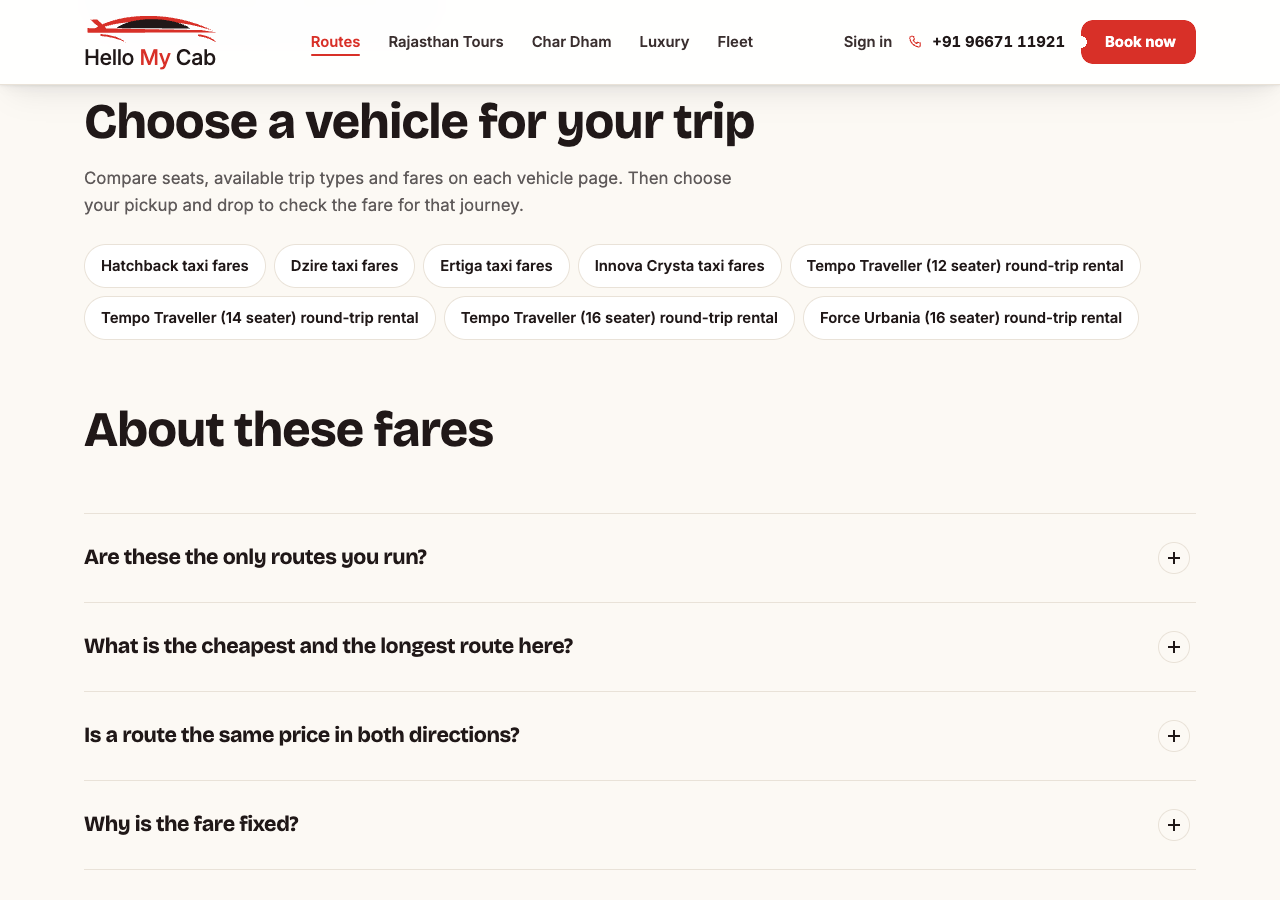 Hello My Cab
Routes
Rajasthan Tours
Char Dham
Luxury
Fleet
Sign in
+91 96671 11921
Book now
Choose a vehicle for your trip
Compare seats, available trip types and fares on each vehicle page. Then choose
your pickup and drop to check the fare for that journey.
Hatchback taxi fares
Dzire taxi fares
Ertiga taxi fares
Innova Crysta taxi fares
Tempo Traveller (12 seater) round-trip rental
Tempo Traveller (14 seater) round-trip rental
Tempo Traveller (16 seater) round-trip rental
Force Urbania (16 seater) round-trip rental
About these fares
Are these the only routes you run?
What is the cheapest and the longest route here?
Is a route the same price in both directions?
Why is the fare fixed?